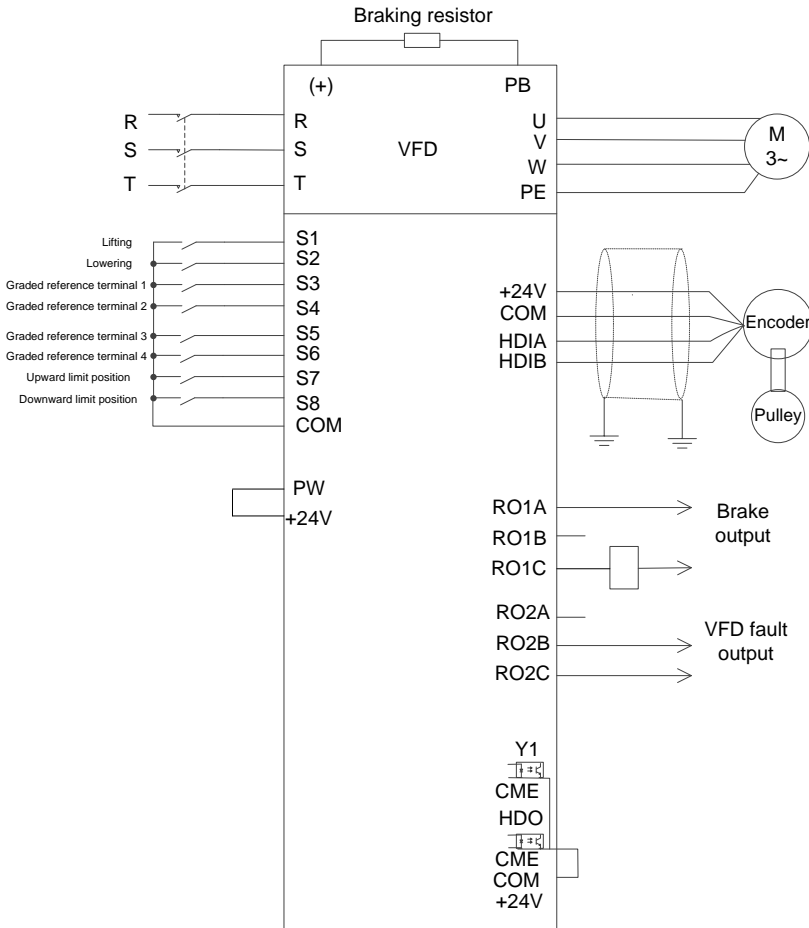 Braking resistor
(+)
PB
R
S
T
R
S
T
VFD
U
V
W
PE
M
3~
Lifting
Lowering
Graded reference terminal 1
Graded reference terminal 2
Graded reference terminal 3
Graded reference terminal 4
Upward limit position
Downward limit position
S1
S2
S3
S4
S5
S6
S7
S8
COM
PW
+24V
+24V
COM
HDIA
HDIB
Encoder
Pulley
RO1A
RO1B
RO1C
Brake
output
RO2A
RO2B
RO2C
VFD fault
output
Y1
CME
HDO
CME
COM
+24V